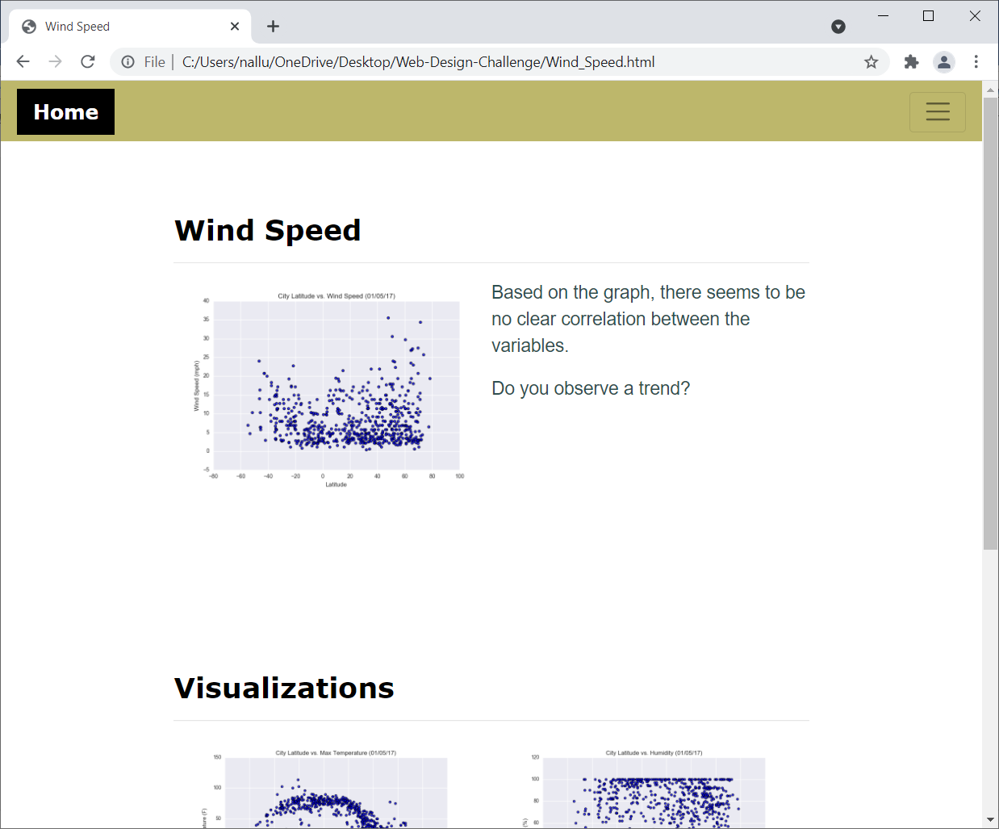 Wind Speed
File
C:/Users/nallu/OneDrive/Desktop/Web-Design-Challenge/Wind_Speed.html
Home
Wind Speed
City Latitude vs. Wind Speed (01/05/17)
40
35
30
25
20
15
10
5
0
-5
Wind Speed (mph)
-80 -60 -40 -20 0 20 40 60 80 100
Latitude
Based on the graph, there seems to be
no clear correlation between the
variables.
Do you observe a trend?
Visualizations
City Latitude vs. Max Temperature (01/05/17)
150
100
50
(F)
City Latitude vs. Humidity (01/05/17)
120
100
80
60
(%)